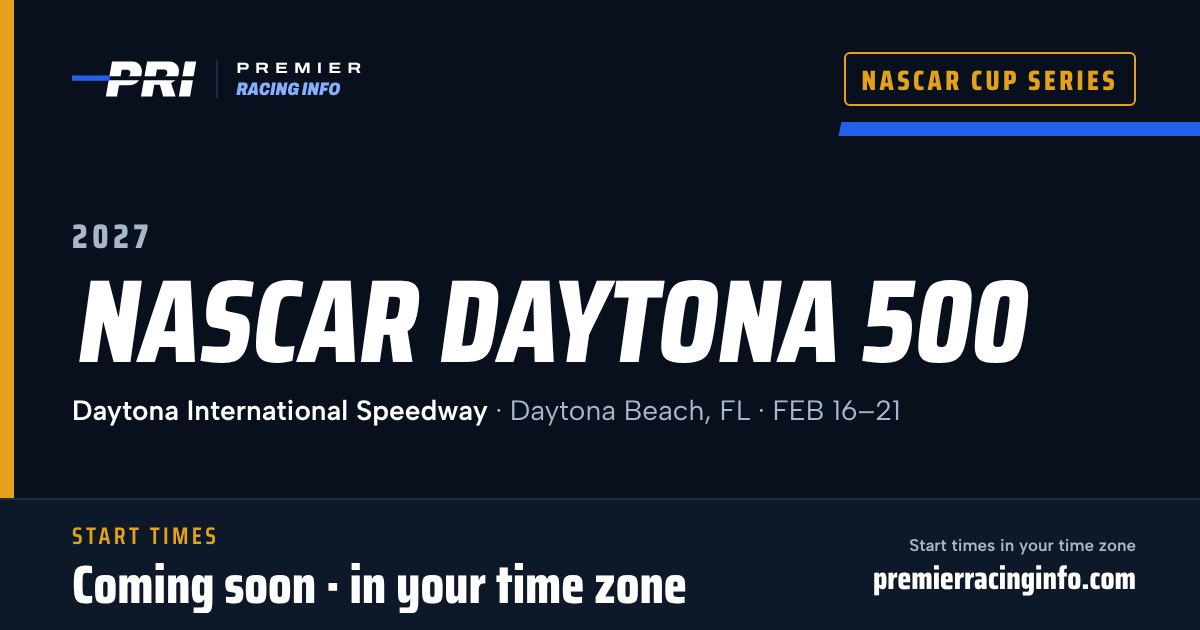 PRI
PREMIER
RACING INFO
NASCAR CUP SERIES
2027
NASCAR DAYTONA 500
Daytona International Speedway · Daytona Beach, FL · FEB 16–21
START TIMES
Coming soon · in your time zone
Start times in your time zone
premierracinginfo.com